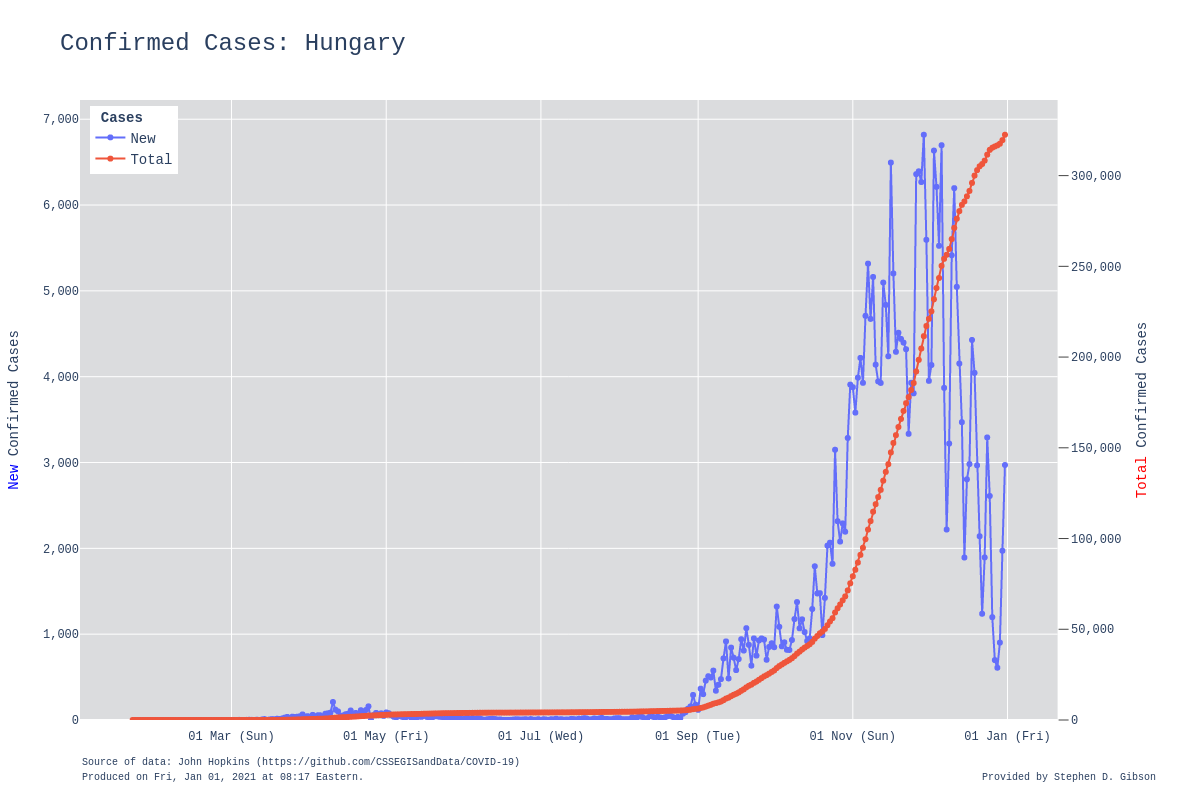 Confirmed Cases: Hungary
Cases
New
Total
7,000
6,000
5,000
4,000
3,000
2,000
1,000
0
New Confirmed Cases
300,000
250,000
200,000
150,000
100,000
50,000
0
Total Confirmed Cases
01 Mar (Sun)
01 May (Fri)
01 Jul (Wed)
01 Sep (Tue)
01 Nov (Sun)
01 Jan (Fri)
Source of data: John Hopkins (https://github.com/CSSEGISandData/COVID-19)
Produced on Fri, Jan 01, 2021 at 08:17 Eastern.
Provided by Stephen D. Gibson